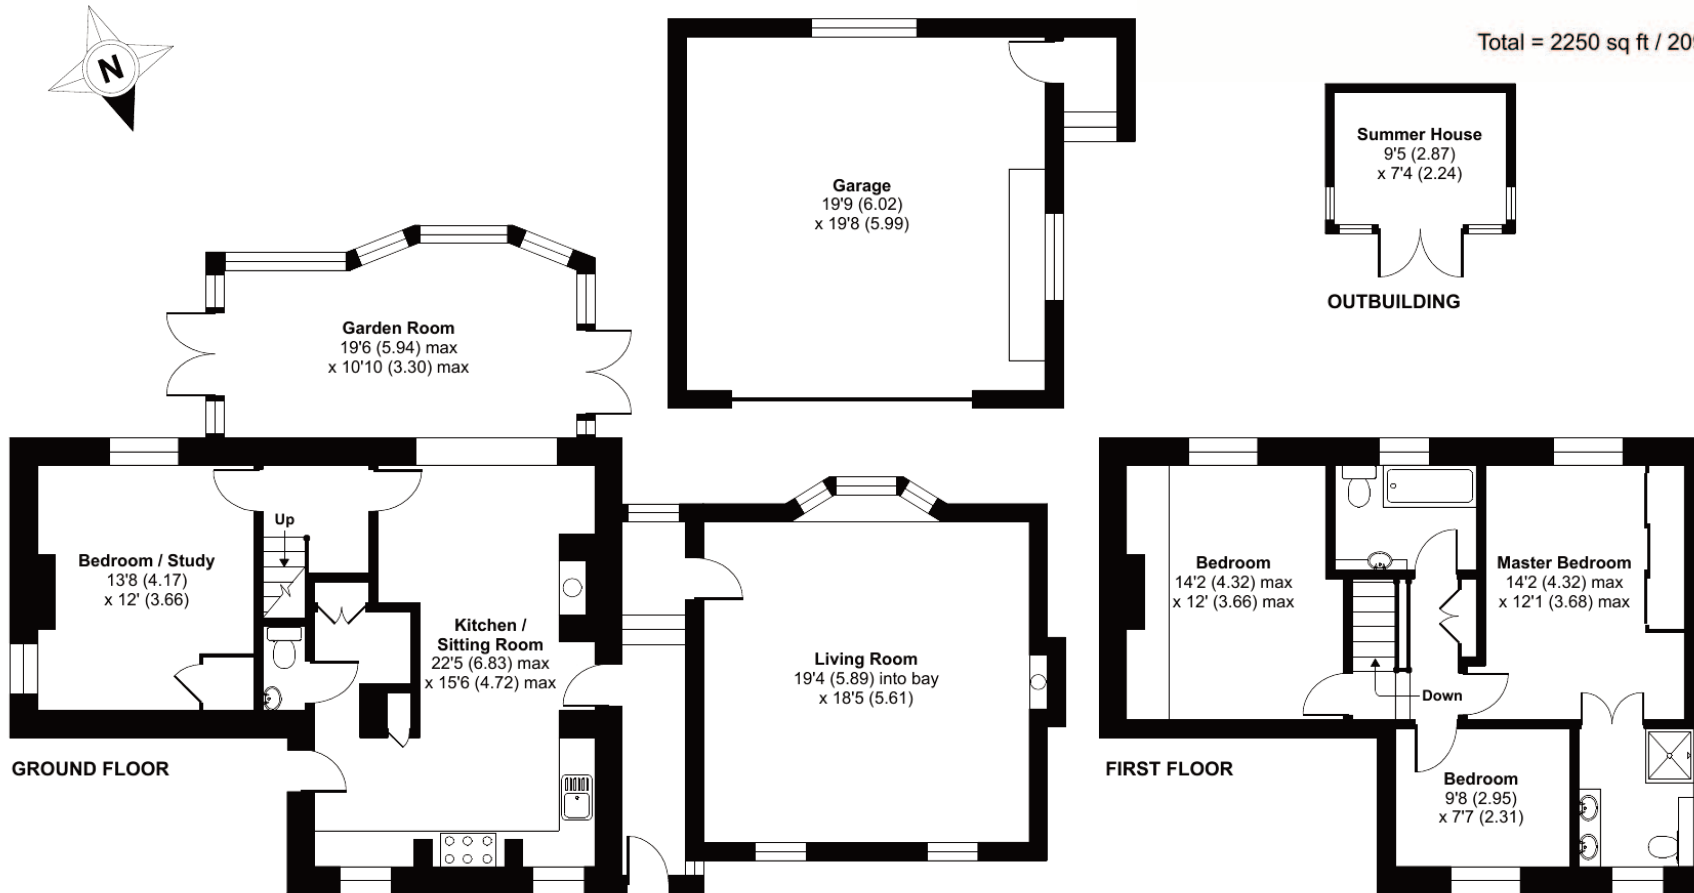 N
Total = 2250 sq ft / 
Summer House
9'5 (2.87)
x 7'4 (2.24)
OUTBUILDING
Garage
19'9 (6.02)
x 19'8 (5.99)
Garden Room
19'6 (5.94) max
x 10'10 (3.30) max
Up
Bedroom / Study
13'8 (4.17)
x 12' (3.66)
Kitchen /
Sitting Room
22'5 (6.83) max
x 15'6 (4.72) max
Living Room
19'4 (5.89) into bay
x 18'5 (5.61)
GROUND FLOOR
Bedroom
14'2 (4.32) max
x 12' (3.66) max
Master Bedroom
14'2 (4.32) max
x 12'1 (3.68) max
Down
Bedroom
9'8 (2.95)
x 7'7 (2.31)
FIRST FLOOR